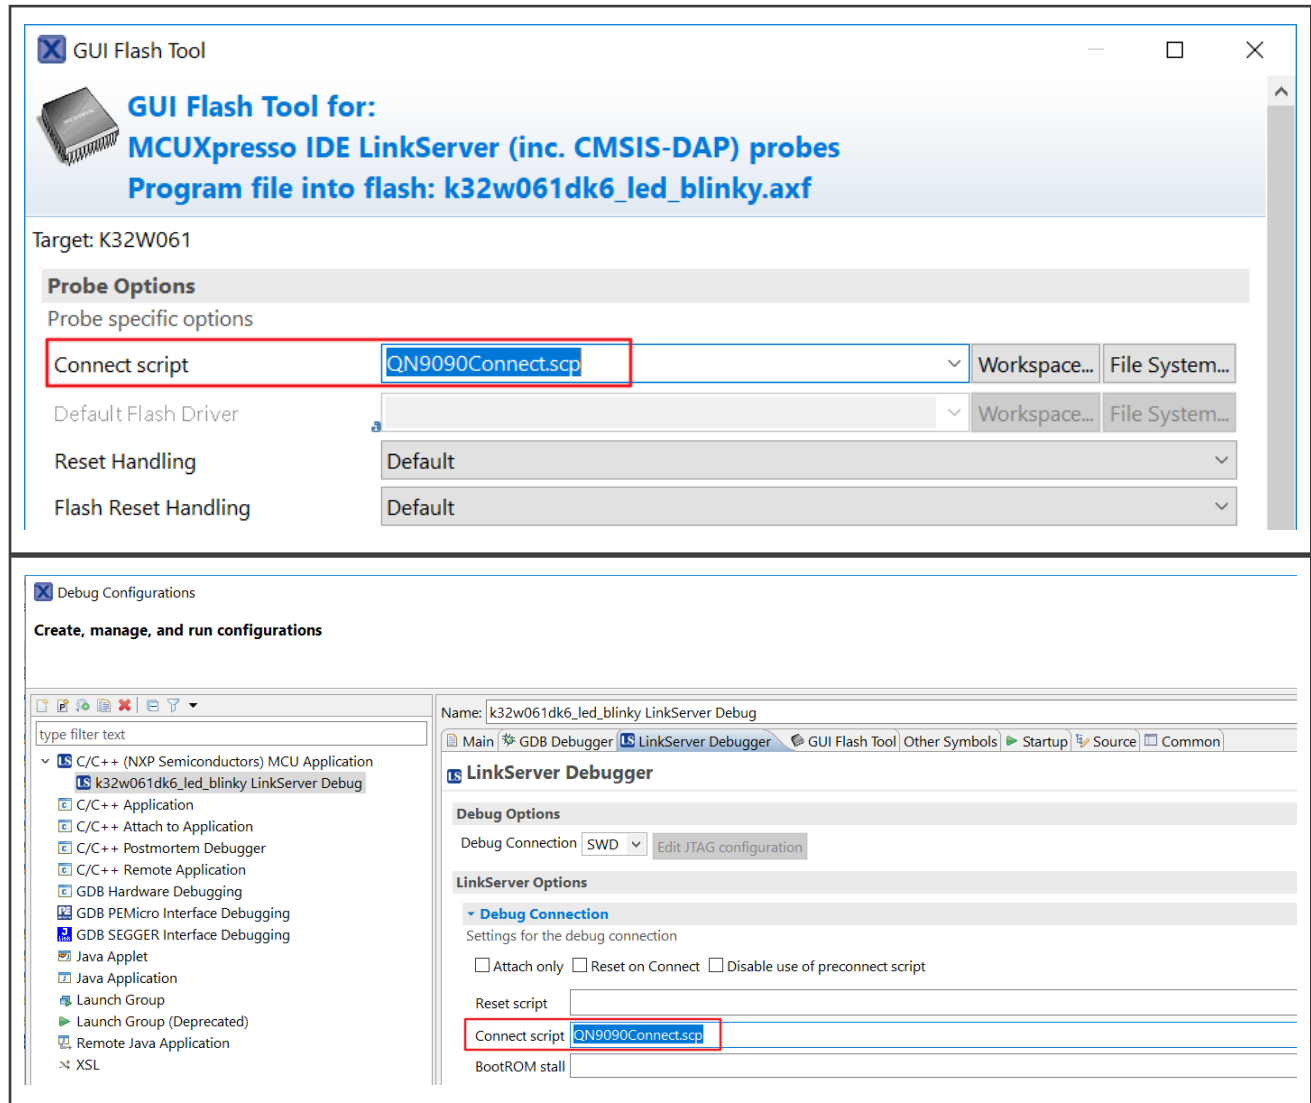 GUI Flash Tool
GUI Flash Tool for:
MCUXpresso IDE LinkServer (inc. CMSIS-DAP) probes
Program file into flash: k32w061dk6_led_blinky.axf
Target: K32W061
Probe Options
Probe specific options
Connect script QN9090Connect.scp Workspace... File System...
Default Flash Driver Workspace... File System...
Reset Handling Default
Flash Reset Handling Default
Debug Configurations
Create, manage, and run configurations
Name: k32w061dk6_led_blinky LinkServer Debug
type filter text
Main GDB Debugger LinkServer Debugger GUI Flash Tool Other Symbols Startup Source Common
C/C++ (NXP Semiconductors) MCU Application
k32w061dk6_led_blinky LinkServer Debug
C/C++ Application
C/C++ Attach to Application
C/C++ Postmortem Debugger
C/C++ Remote Application
GDB Hardware Debugging
GDB PEMicro Interface Debugging
GDB SEGGER Interface Debugging
Java Applet
Java Application
Launch Group
Launch Group (Deprecated)
Remote Java Application
XSL
LinkServer Debugger
Debug Options
Debug Connection SWD Edit JTAG configuration
LinkServer Options
Debug Connection
Settings for the debug connection
Attach only Reset on Connect Disable use of preconnect script
Reset script
Connect script QN9090Connect.scp
BootROM stall